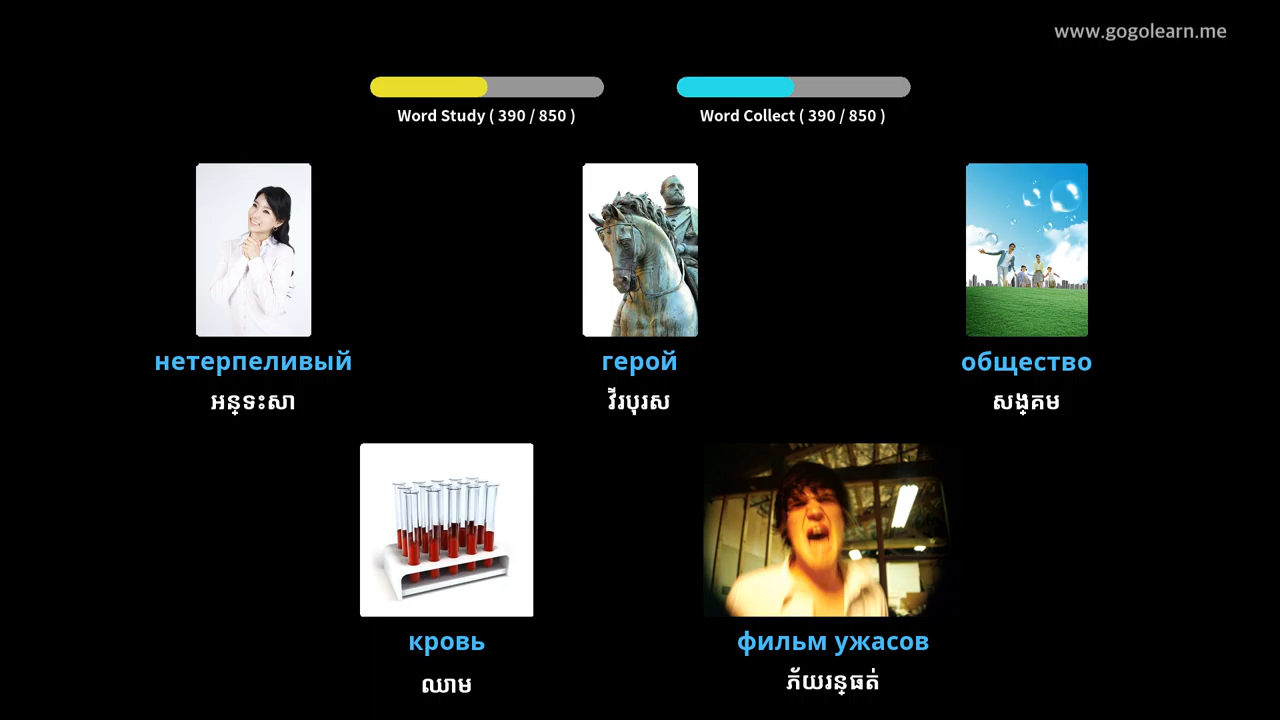 www.gogolearn.me
Word Study ( 390 / 850 )
Word Collect ( 390 / 850 )
нетерпеливый
អន្ទះសា
герой
វីរបុរស
общество
សង្គម
кровь
ឈាម
фильм ужасов
ភ័យរន្ធត់